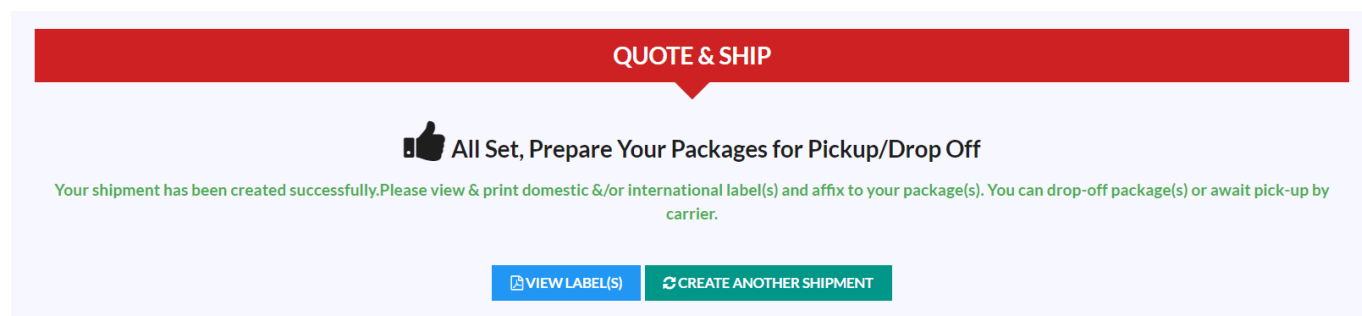 QUOTE & SHIP
All Set, Prepare Your Packages for Pickup/Drop Off
Your shipment has been created successfully.Please view & print domestic &/or international label(s) and affix to your package(s). You can drop-off package(s) or await pick-up by
carrier.
VIEW LABEL(S) CREATE ANOTHER SHIPMENT